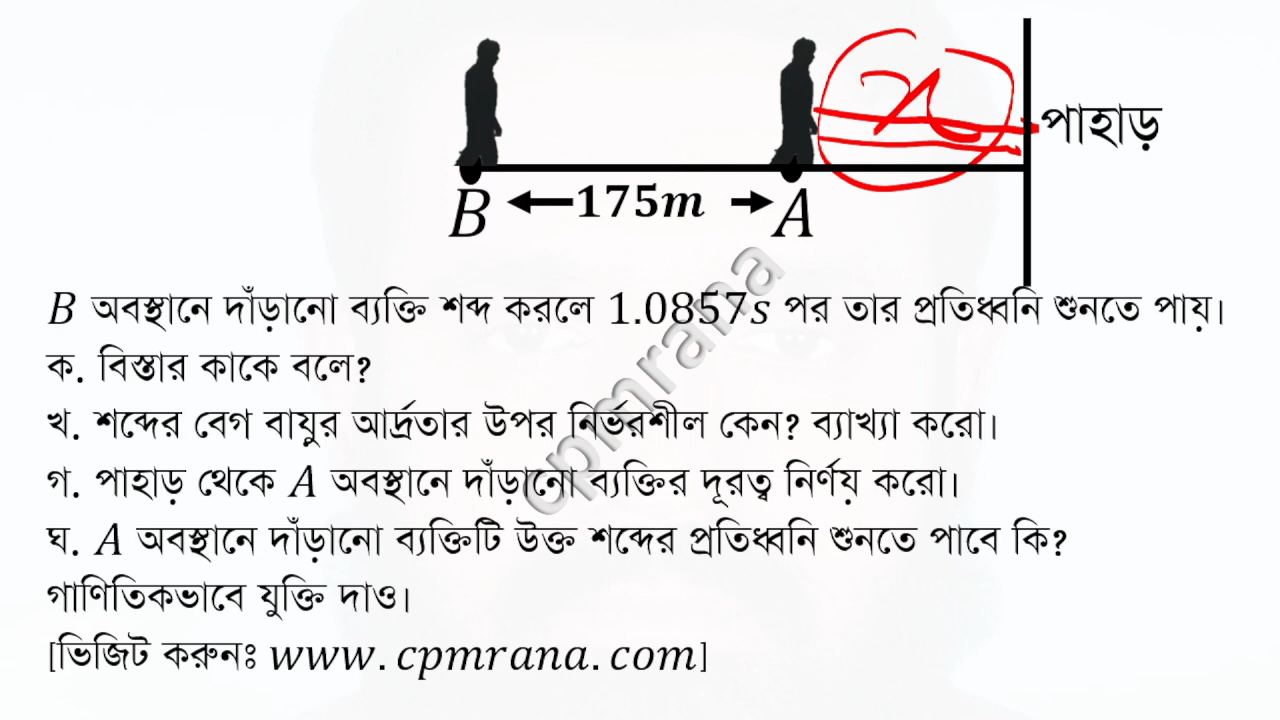 পাহাড়
B 175m A
B অবস্থানে দাঁড়ানো ব্যক্তি শব্দ করলে 1.0857s পর তার প্রতিধ্বনি শুনতে পায়।
ক. বিস্তার কাকে বলে?
খ. শব্দের বেগ বায়ুর আর্দ্রতার উপর নির্ভরশীল কেন? ব্যাখ্যা করো।
গ. পাহাড় থেকে A অবস্থানে দাঁড়ানো ব্যক্তির দূরত্ব নির্ণয় করো।
ঘ. A অবস্থানে দাঁড়ানো ব্যক্তিটি উক্ত শব্দের প্রতিধ্বনি শুনতে পাবে কি?
গাণিতিকভাবে যুক্তি দাও।
[ভিজিট করুনঃ www.cpmrana.com]
cpmrana